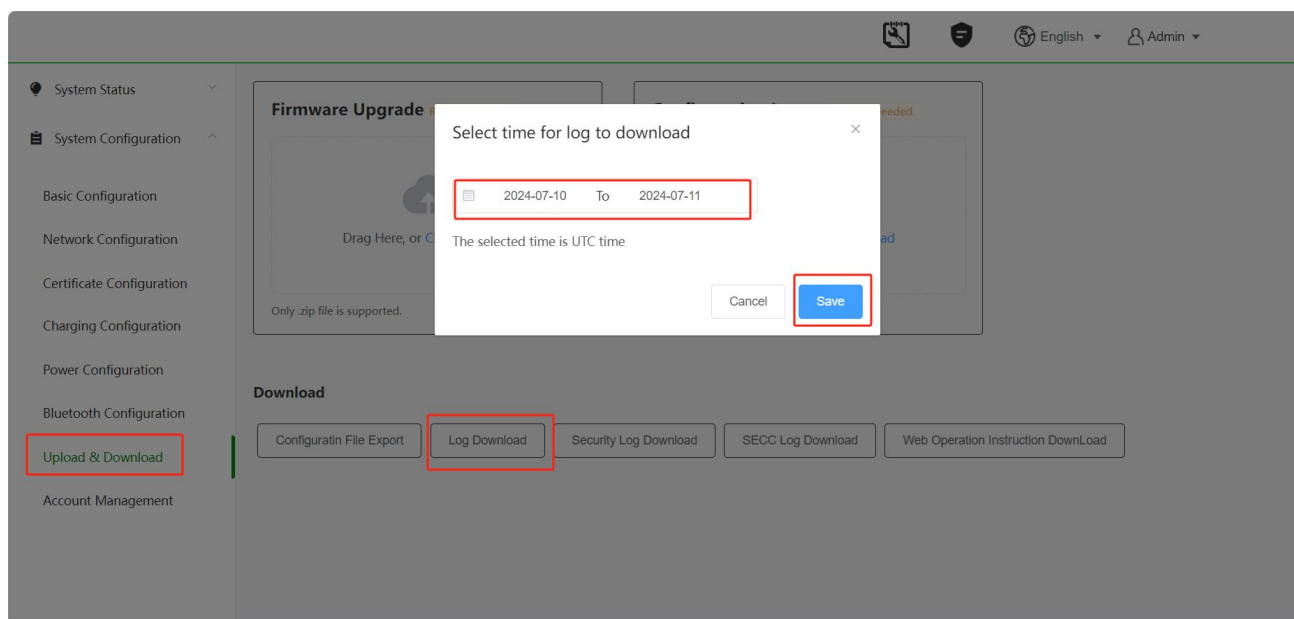 English
Admin
System Status
System Configuration
Basic Configuration
Network Configuration
Certificate Configuration
Charging Configuration
Power Configuration
Bluetooth Configuration
Upload & Download
Account Management
Firmware Upgrade
eeded.
Drag Here, or C
ad
Only .zip file is supported.
Select time for log to download
2024-07-10 To 2024-07-11
The selected time is UTC time
Cancel Save
Download
Configuratin File Export Log Download Security Log Download SECC Log Download Web Operation Instruction DownLoad